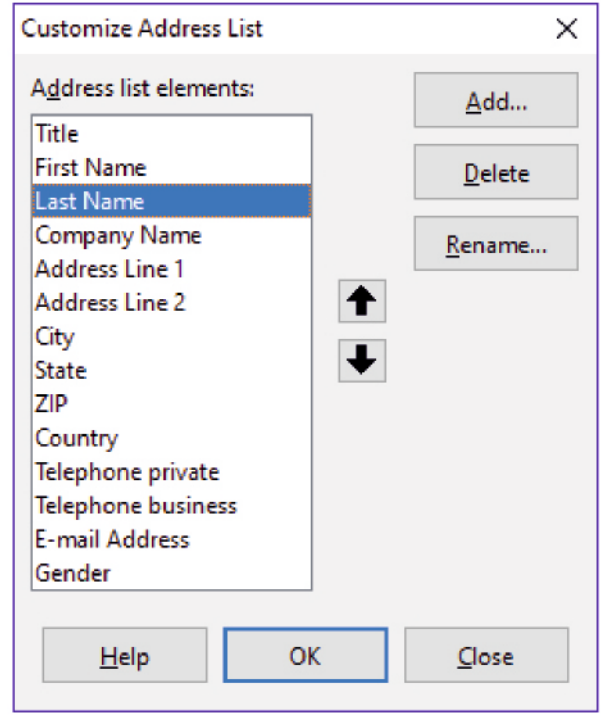 Customize Address List
Address list elements:
Title
First Name
Last Name
Company Name
Address Line 1
Address Line 2
City
State
ZIP
Country
Telephone private
Telephone business
E-mail Address
Gender
Add...
Delete
Rename...
Help
OK
Close